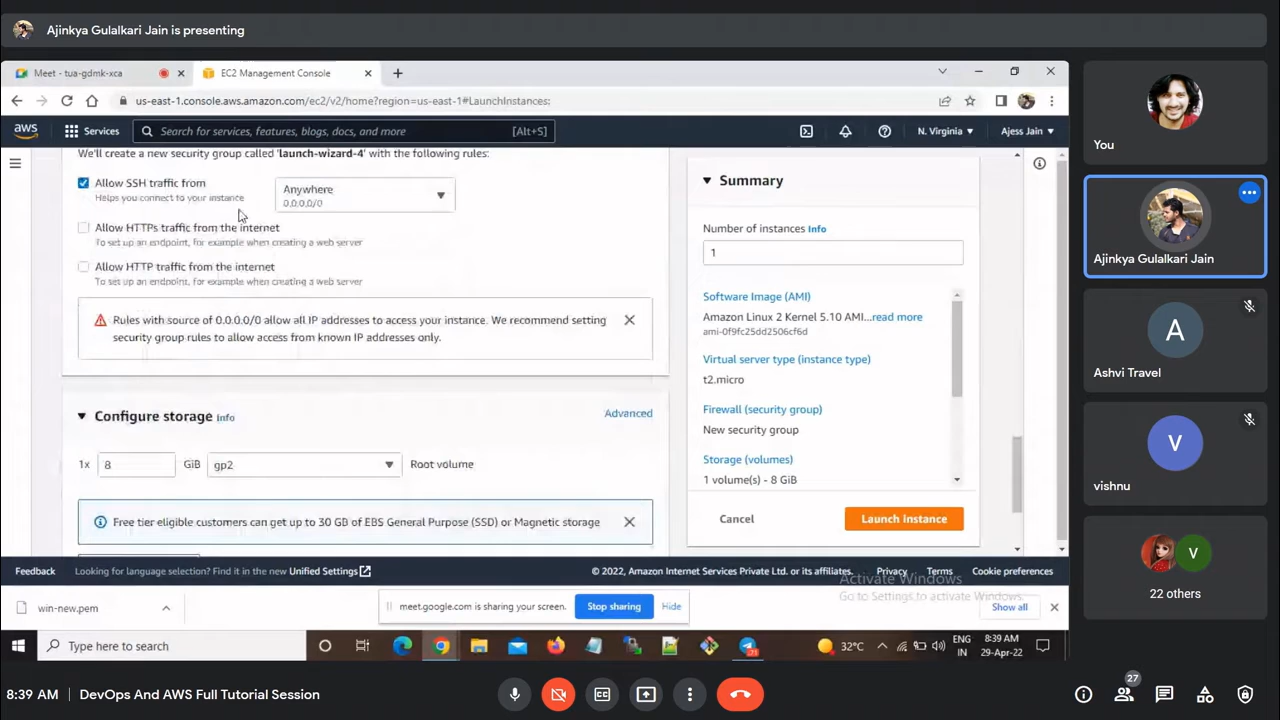 Ajinkya Gulalkari Jain is presenting
Meet - tua-gdmk-xca
EC2 Management Console
us-east-1.console.aws.amazon.com/ec2/v2/home?region=us-east-1#LaunchInstances:
aws
Services
Search for services, features, blogs, docs, and more
[Alt+S]
N. Virginia
Ajess Jain
We'll create a new security group called 'launch-wizard-4' with the following rules:
Allow SSH traffic from
Helps you connect to your instance
Anywhere
0.0.0.0/0
Allow HTTPs traffic from the internet
To set up an endpoint, for example when creating a web server
Allow HTTP traffic from the internet
To set up an endpoint, for example when creating a web server
Rules with source of 0.0.0.0/0 allow all IP addresses to access your instance. We recommend setting
security group rules to allow access from known IP addresses only.
Configure storage Info
Advanced
1x
8
GiB
gp2
Root volume
Free tier eligible customers can get up to 30 GB of EBS General Purpose (SSD) or Magnetic storage
Summary
Number of instances Info
1
Software Image (AMI)
Amazon Linux 2 Kernel 5.10 AMI...read more
ami-0f9fc25dd2506cf6d
Virtual server type (instance type)
t2.micro
Firewall (security group)
New security group
Storage (volumes)
1 volume(s) - 8 GiB
Cancel
Launch instance
Feedback
Looking for language selection? Find it in the new Unified Settings
© 2022, Amazon Internet Services Private Ltd. or its affiliates.
Privacy
Terms
Cookie preferences
Activate Windows
Go to Settings to activate Windows.
win-new.pem
meet.google.com is sharing your screen.
Stop sharing
Hide
Show all
Type here to search
32°C
ENG
IN
8:39 AM
29-Apr-22
You
Ajinkya Gulalkari Jain
A
Ashvi Travel
V
vishnu
V
22 others
8:39 AM
DevOps And AWS Full Tutorial Session
27